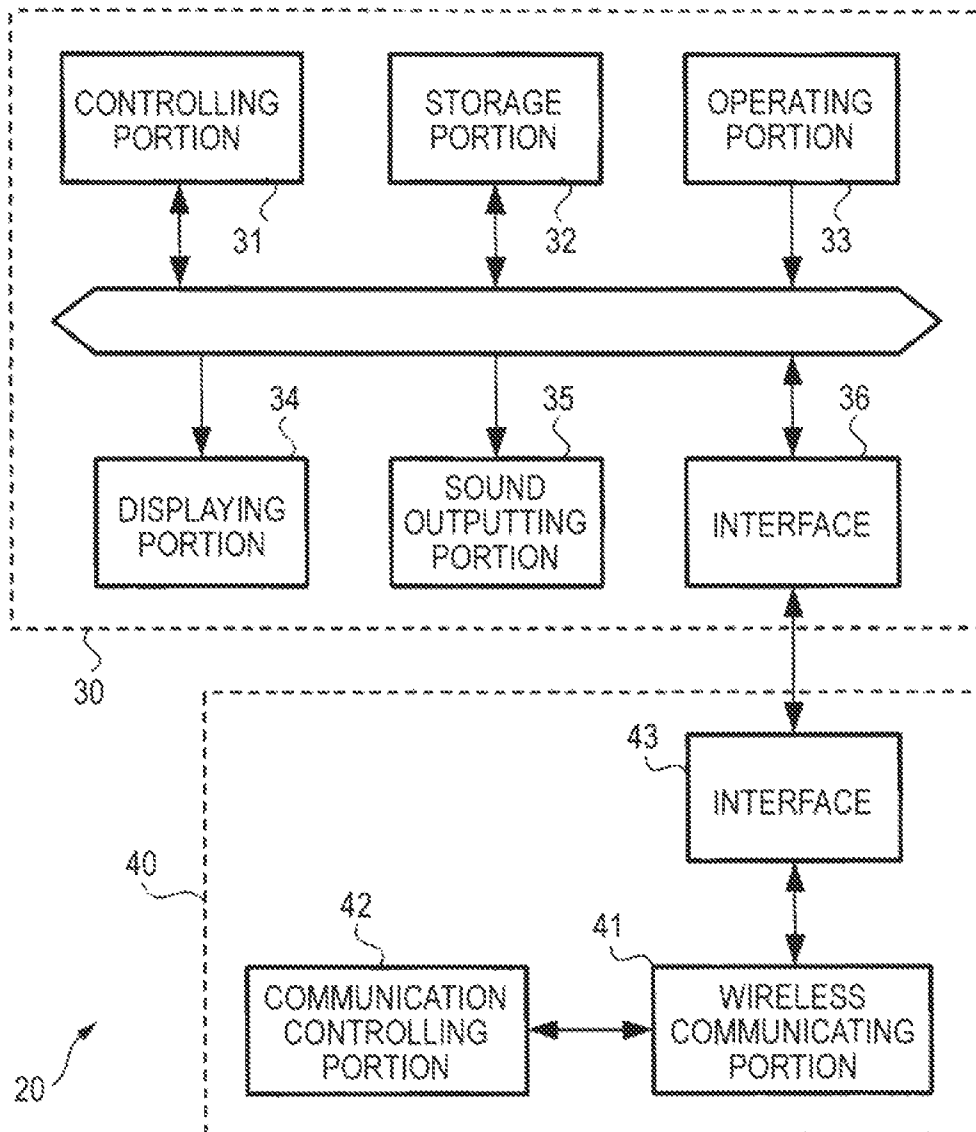 CONTROLLING
PORTION
STORAGE
PORTION
OPERATING
PORTION
31
32
33
34
35
36
DISPLAYING
PORTION
SOUND
OUTPUTTING
PORTION
INTERFACE
30
43
INTERFACE
40
42
41
COMMUNICATION
CONTROLLING
PORTION
WIRELESS
COMMUNICATING
PORTION
20